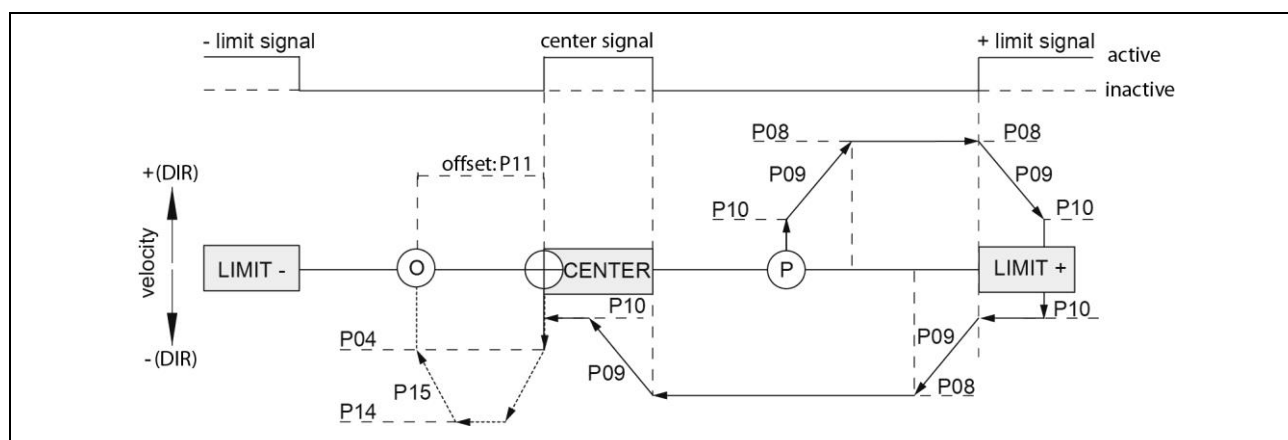 - limit signal
center signal
+ limit signal
active
inactive
P08
P08
+(DIR)
offset: P11
P09
P09
P10
P10
velocity
LIMIT -
O
CENTER
P
LIMIT +
P10
P10
P04
P09
P09
-(DIR)
P15
P08
P14